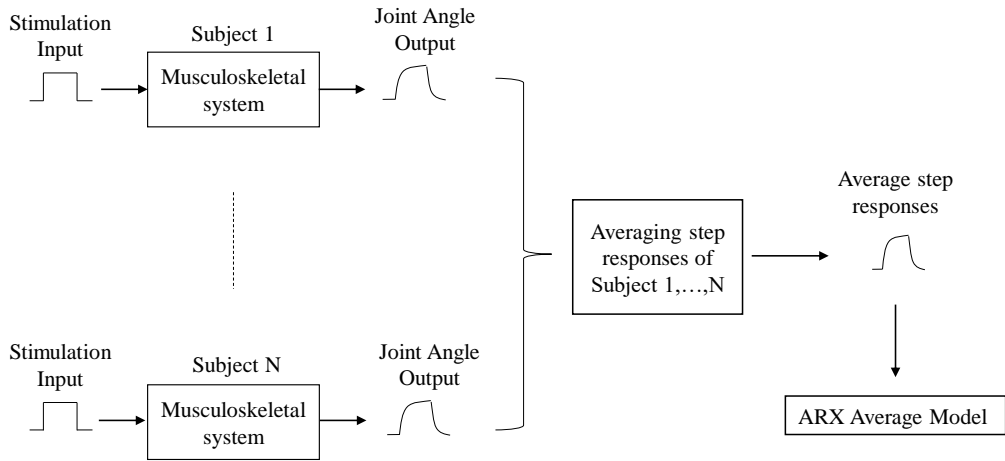 Stimulation
Input
Subject 1
Musculoskeletal
system
Joint Angle
Output
Stimulation
Input
Subject N
Musculoskeletal
system
Joint Angle
Output
Averaging step
responses of
Subject 1,…,N
Average step
responses
ARX Average Model